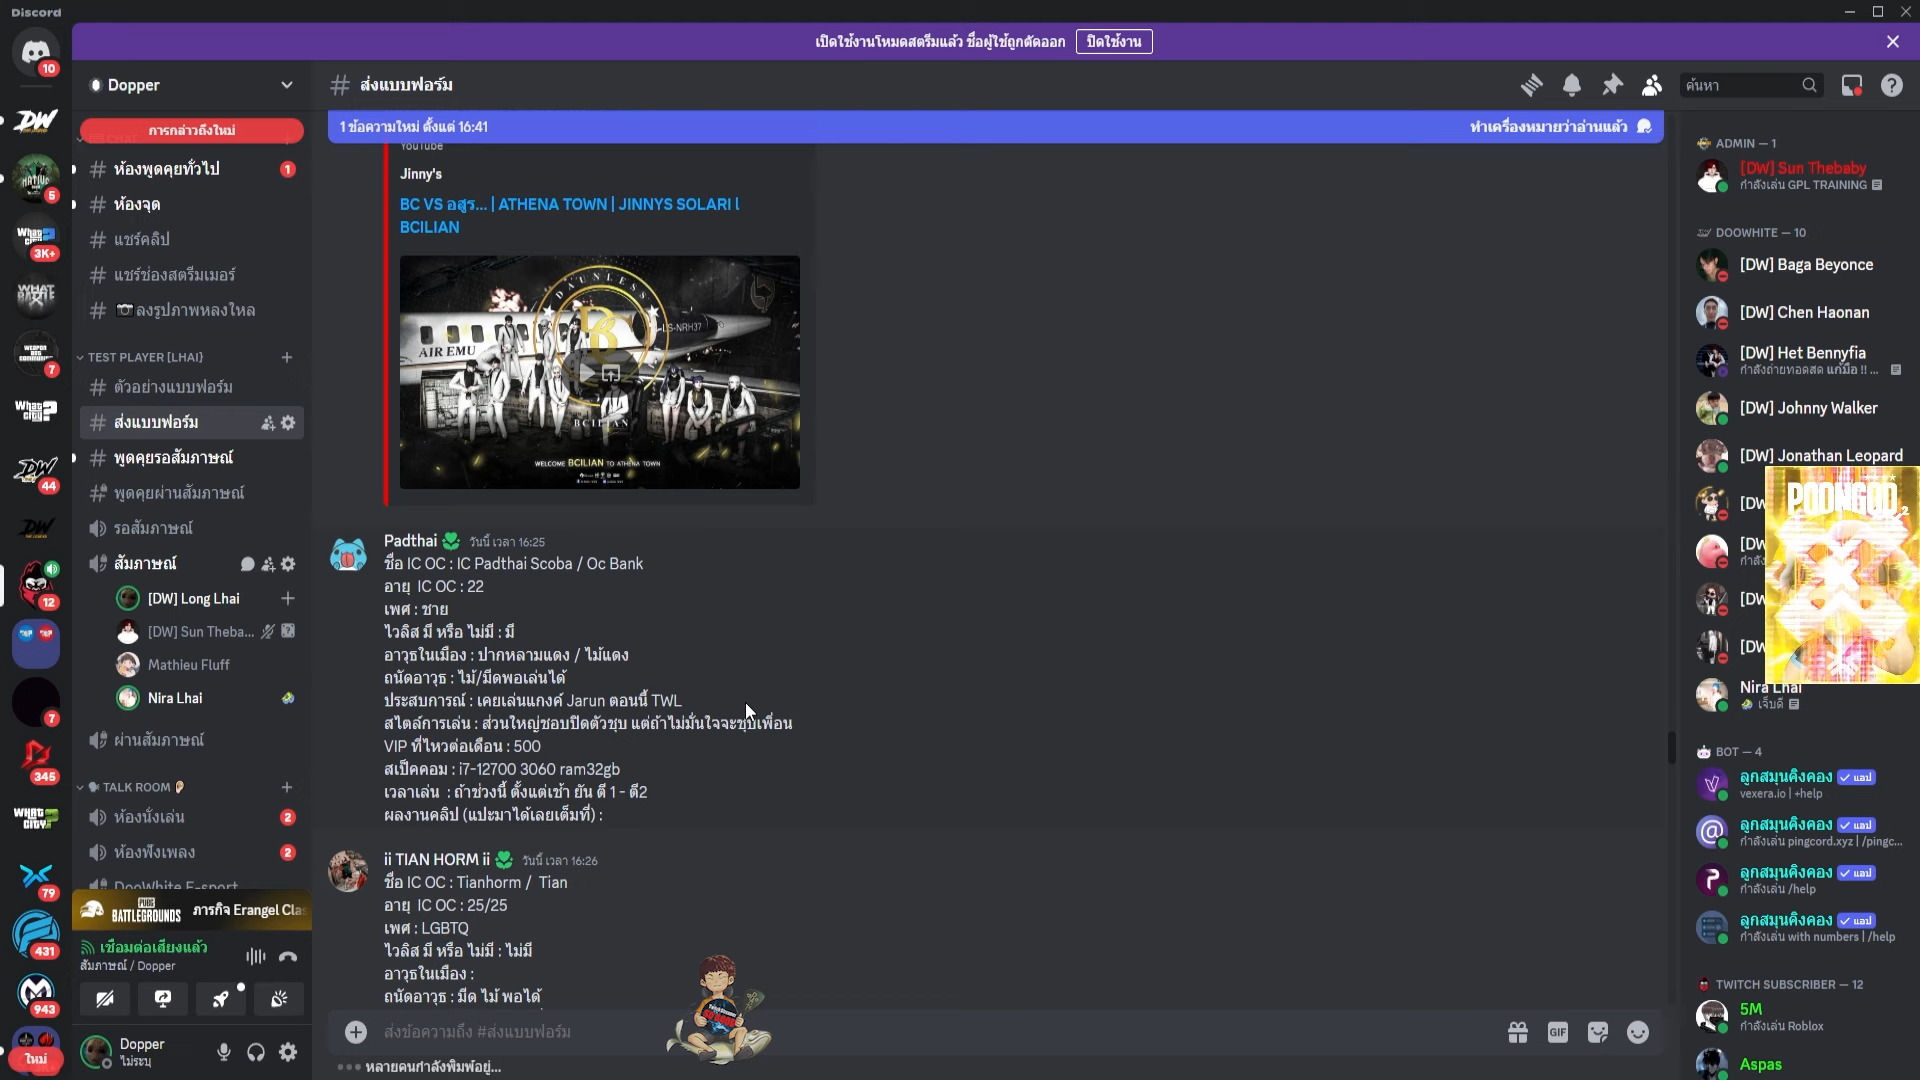 Discord
เปิดใช้งานโหมดสตรีมแล้ว ชื่อผู้ใช้ถูกตัดออก
ปิดใช้งาน
10
Dopper
ส่งแบบฟอร์ม
ค้นหา
การกล่าวถึงใหม่
1 ข้อความใหม่ ตั้งแต่ 16:41
ทำเครื่องหมายว่าอ่านแล้ว
ห้องพูดคุยทั่วไป
1
ห้องจุด
แชร์คลิป
แชร์ช่องสตรีมเมอร์
ลงรูปภาพหลงใหล
TEST PLAYER [LHAI}
ตัวอย่างแบบฟอร์ม
ส่งแบบฟอร์ม
พูดคุยรอสัมภาษณ์
พูดคุยผ่านสัมภาษณ์
รอสัมภาษณ์
สัมภาษณ์
[DW] Long Lhai
[DW] Sun Theba...
Mathieu Fluff
Nira Lhai
ผ่านสัมภาษณ์
TALK ROOM
ห้องนั่งเล่น
2
ห้องฟังเพลง
2
DooWhite E-sport
PUBG
BATTLEGROUNDS
ภารกิจ Erangel Clas
เชื่อมต่อเสียงแล้ว
สัมภาษณ์ / Dopper
Dopper
ไม่ระบุ
5
3K+
7
44
12
7
345
79
431
943
ใหม่
YouTube
Jinny's
BC VS อสูร... | ATHENA TOWN | JINNYS SOLARI l
BCILIAN
DAUNLESS
LS-NRH37
AIR EMU
BCILIAN
WELCOME BCILIAN TO ATHENA TOWN
Padthai วันนี้ เวลา 16:25
ชื่อ IC OC : IC Padthai Scoba / Oc Bank
อายุ IC OC : 22
เพศ : ชาย
ไวลิส มี หรือ ไม่มี : มี
อาวุธในเมือง : ปากหลามแดง / ไม้แดง
ถนัดอาวุธ : ไม้/มีดพอเล่นได้
ประสบการณ์ : เคยเล่นแกงค์ Jarun ตอนนี้ TWL
สไตล์การเล่น : ส่วนใหญ่ชอบปิดตัวชุบ แต่ถ้าไม่มั่นใจจะชุบเพื่อน
VIP ที่ไหวต่อเดือน : 500
สเป็คคอม : i7-12700 3060 ram32gb
เวลาเล่น : ถ้าช่วงนี้ ตั้งแต่เช้า ยัน ตี 1 - ตี2
ผลงานคลิป (แปะมาได้เลยเต็มที่) :
ii TIAN HORM ii วันนี้ เวลา 16:26
ชื่อ IC OC : Tianhorm / Tian
อายุ IC OC : 25/25
เพศ : LGBTQ
ไวลิส มี หรือ ไม่มี : ไม่มี
อาวุธในเมือง :
ถนัดอาวุธ : มีด ไม้ พอได้
ส่งข้อความถึง #ส่งแบบฟอร์ม
GIF
หลายคนกำลังพิมพ์อยู่...
ADMIN — 1
[DW] Sun Thebaby
กำลังเล่น GPL TRAINING
DOOWHITE — 10
[DW] Baga Beyonce
[DW] Chen Haonan
[DW] Het Bennyfia
กำลังถ่ายทอดสด แก้มือ !! ...
[DW] Johnny Walker
[DW] Jonathan Leopard
POONGOD
Nira Lhai
เจ็บดี
BOT — 4
ลูกสมุนคิงคอง แอป
vexera.io | +help
ลูกสมุนคิงคอง แอป
กำลังเล่น pingcord.xyz | /pingc...
ลูกสมุนคิงคอง แอป
กำลังเล่น /help
ลูกสมุนคิงคอง แอป
กำลังเล่น with numbers | /help
TWITCH SUBSCRIBER — 12
5M
กำลังเล่น Roblox
Aspas